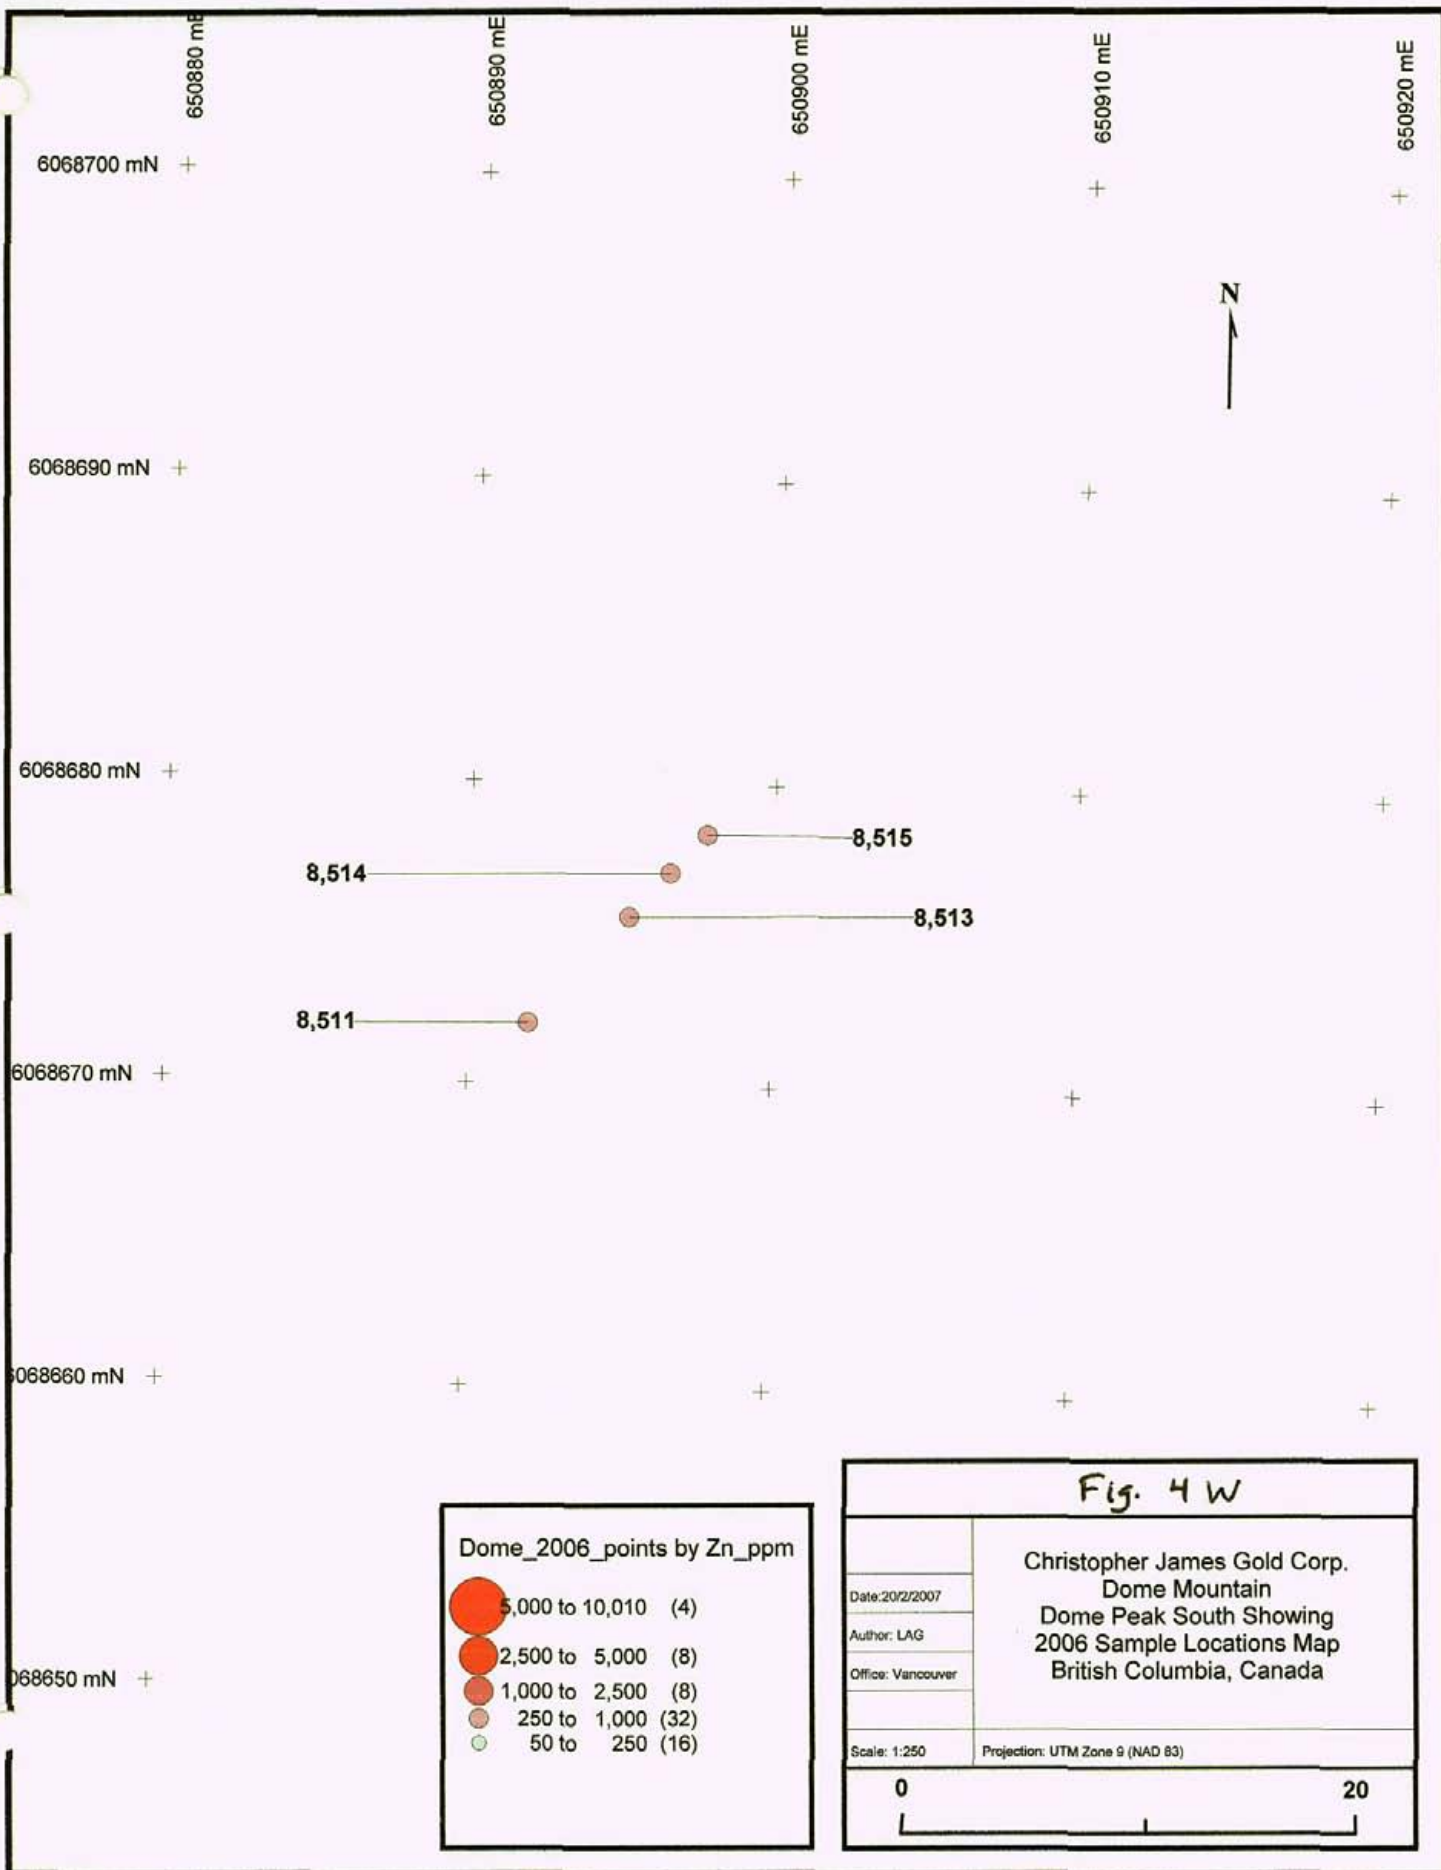 650880 mE
650890 mE
650900 mE
650910 mE
650920 mE
6068700 mN
N
6068690 mN
6068680 mN
8,515
8,514
8,513
8,511
6068670 mN
6068660 mN
068650 mN
Fig. 4 W
Dome_2006_points by Zn_ppm
5,000 to 10,010 (4)
2,500 to 5,000 (8)
1,000 to 2,500 (8)
250 to 1,000 (32)
50 to 250 (16)
Christopher James Gold Corp.
Dome Mountain
Dome Peak South Showing
2006 Sample Locations Map
British Columbia, Canada
Date:20/2/2007
Author: LAG
Office: Vancouver
Scale: 1:250
Projection: UTM Zone 9 (NAD 83)
0 20